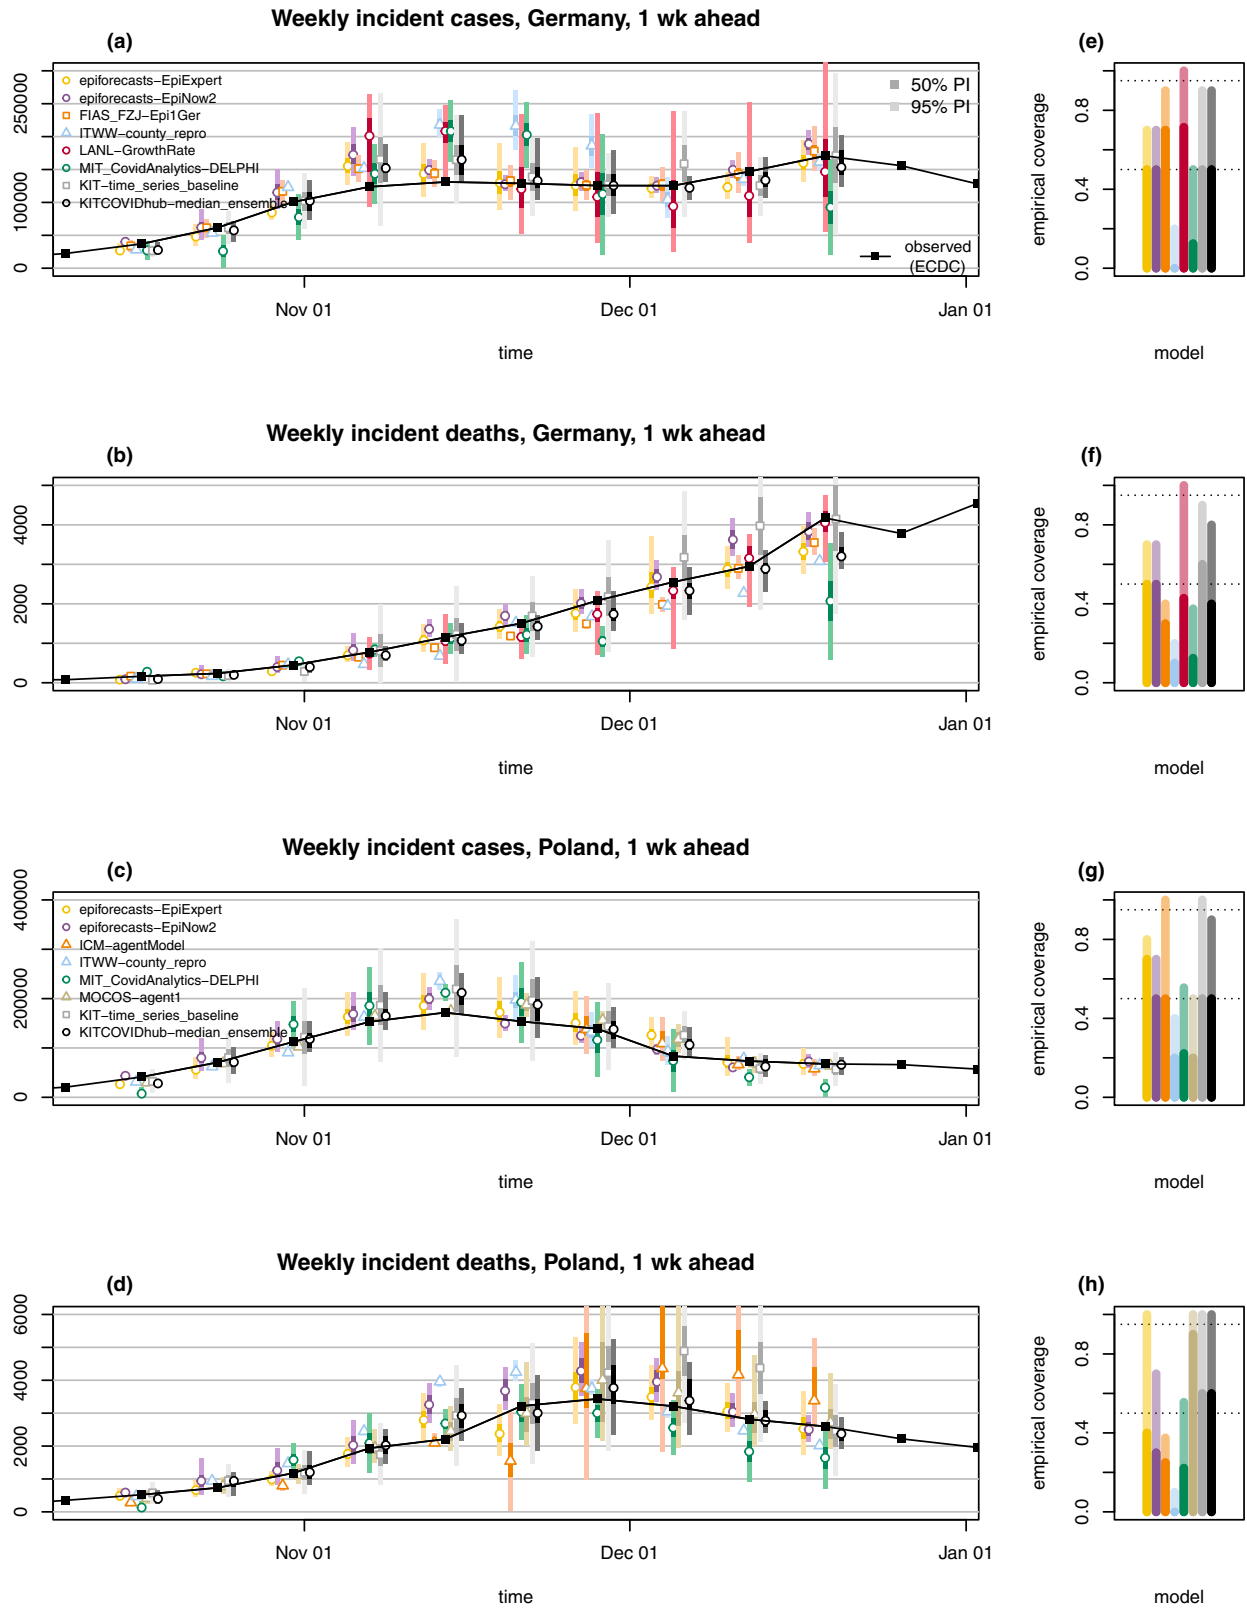 Weekly incident cases, Germany, 1 wk ahead
(a)
(e)
250000
100000
0
epiforecasts−EpiExpert
epiforecasts−EpiNow2
FIAS_FZJ−Epi1Ger
ITWW−county_repro
LANL−GrowthRate
MIT_CovidAnalytics−DELPHI
KIT−time_series_baseline
KITCOVIDhub−median_ensemble
50% PI
95% PI
observed
(ECDC)
Nov 01
Dec 01
Jan 01
time
empirical coverage
0.8
0.4
0.0
model
Weekly incident deaths, Germany, 1 wk ahead
(b)
(f)
4000
2000
0
Nov 01
Dec 01
Jan 01
time
empirical coverage
0.8
0.4
0.0
model
Weekly incident cases, Poland, 1 wk ahead
(c)
(g)
400000
200000
0
epiforecasts−EpiExpert
epiforecasts−EpiNow2
ICM−agentModel
ITWW−county_repro
MIT_CovidAnalytics−DELPHI
MOCOS−agent1
KIT−time_series_baseline
KITCOVIDhub−median_ensemble
Nov 01
Dec 01
Jan 01
time
empirical coverage
0.8
0.4
0.0
model
Weekly incident deaths, Poland, 1 wk ahead
(d)
(h)
6000
4000
2000
0
Nov 01
Dec 01
Jan 01
time
empirical coverage
0.8
0.4
0.0
model